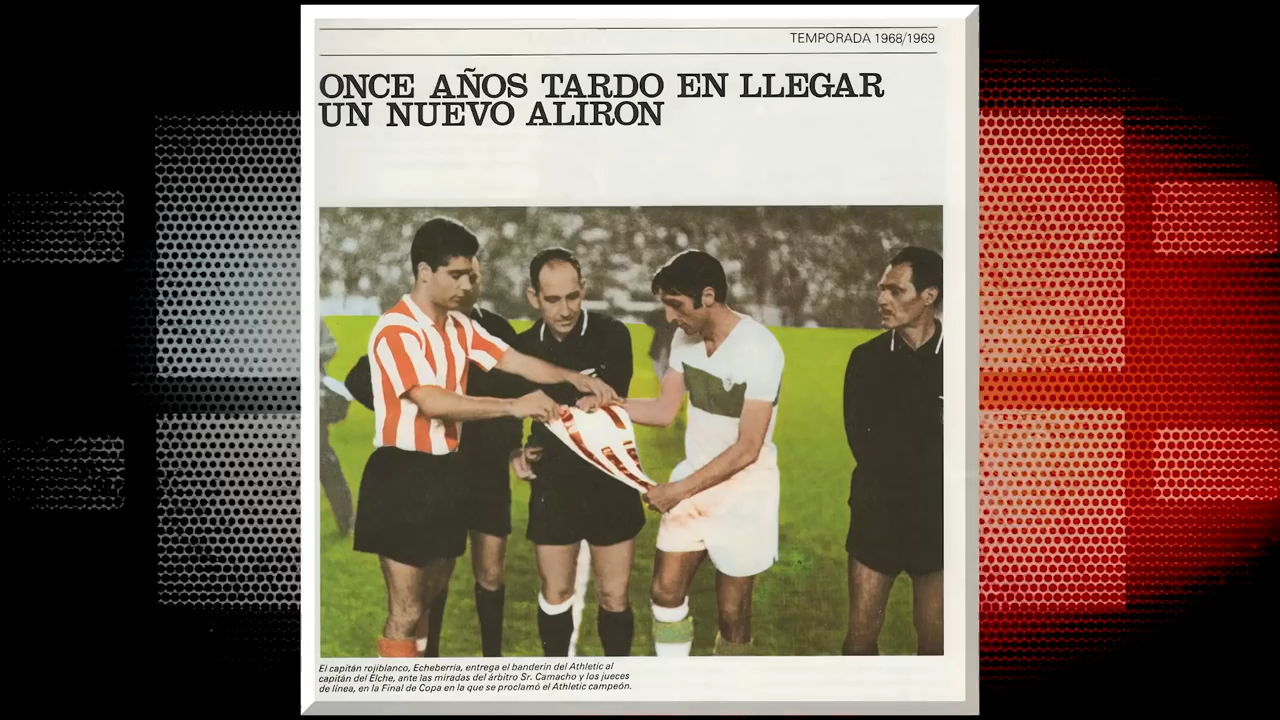 TEMPORADA 1968/1969
ONCE AÑOS TARDO EN LLEGAR
UN NUEVO ALIRON
El capitán rojiblanco, Echeberria, entrega el banderín del Athletic al
capitán del Elche, ante las miradas del árbitro Sr. Camacho y los jueces
de línea, en la Final de Copa en la que se proclamó el Athletic campeón.